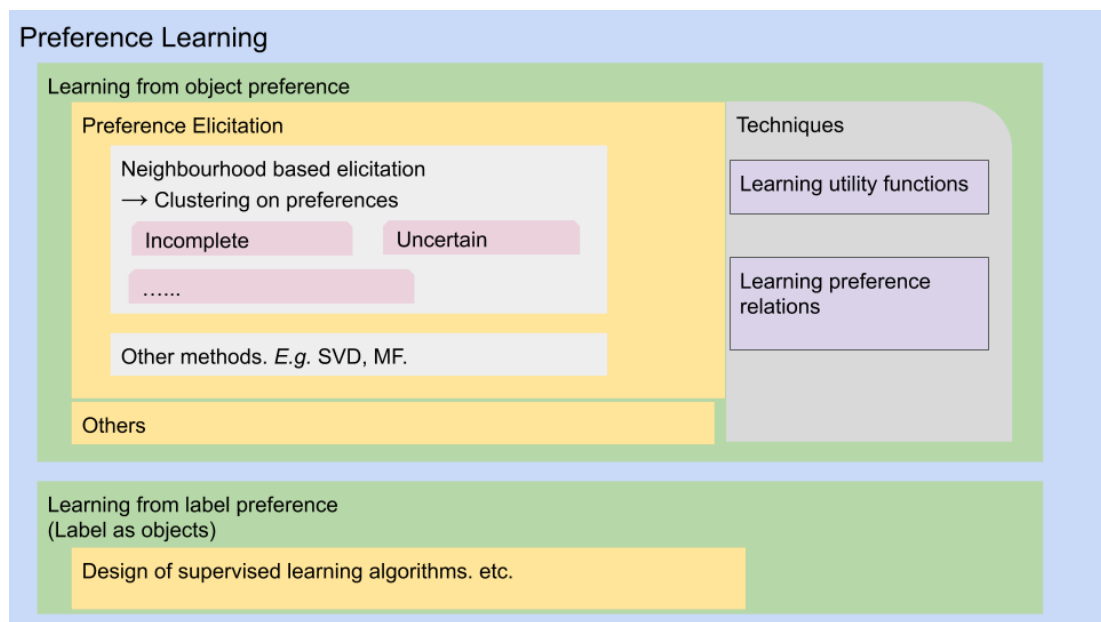 Preference Learning
Learning from object preference
Preference Elicitation
Neighbourhood based elicitation
→ Clustering on preferences
Incomplete
Uncertain
…...
Other methods. E.g. SVD, MF.
Others
Techniques
Learning utility functions
Learning preference
relations
Learning from label preference
(Label as objects)
Design of supervised learning algorithms. etc.